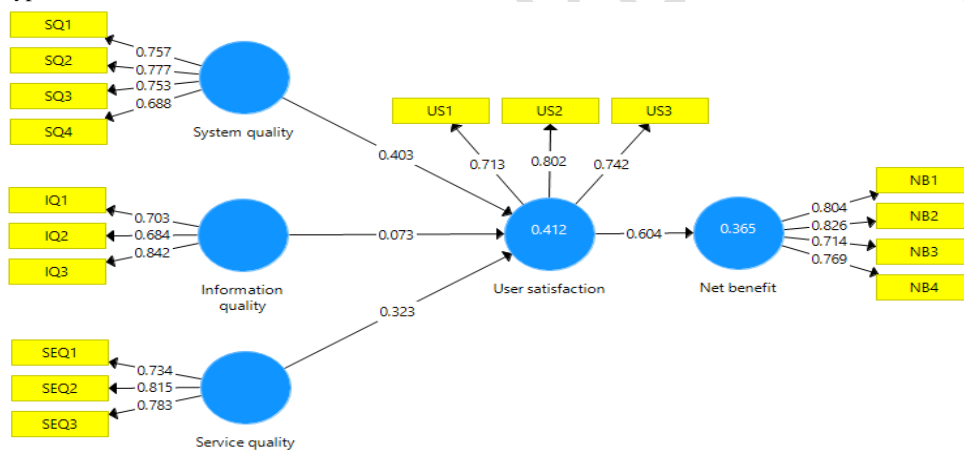 SQ1
SQ2
SQ3
SQ4
0.757
0.777
0.753
0.688
System quality
0.403
IQ1
IQ2
IQ3
0.703
0.684
0.842
Information
quality
0.073
SEQ1
SEQ2
SEQ3
0.734
0.815
0.783
Service quality
0.323
US1
US2
US3
0.713
0.802
0.742
0.412
User satisfaction
0.604
0.365
Net benefit
0.804
0.826
0.714
0.769
NB1
NB2
NB3
NB4